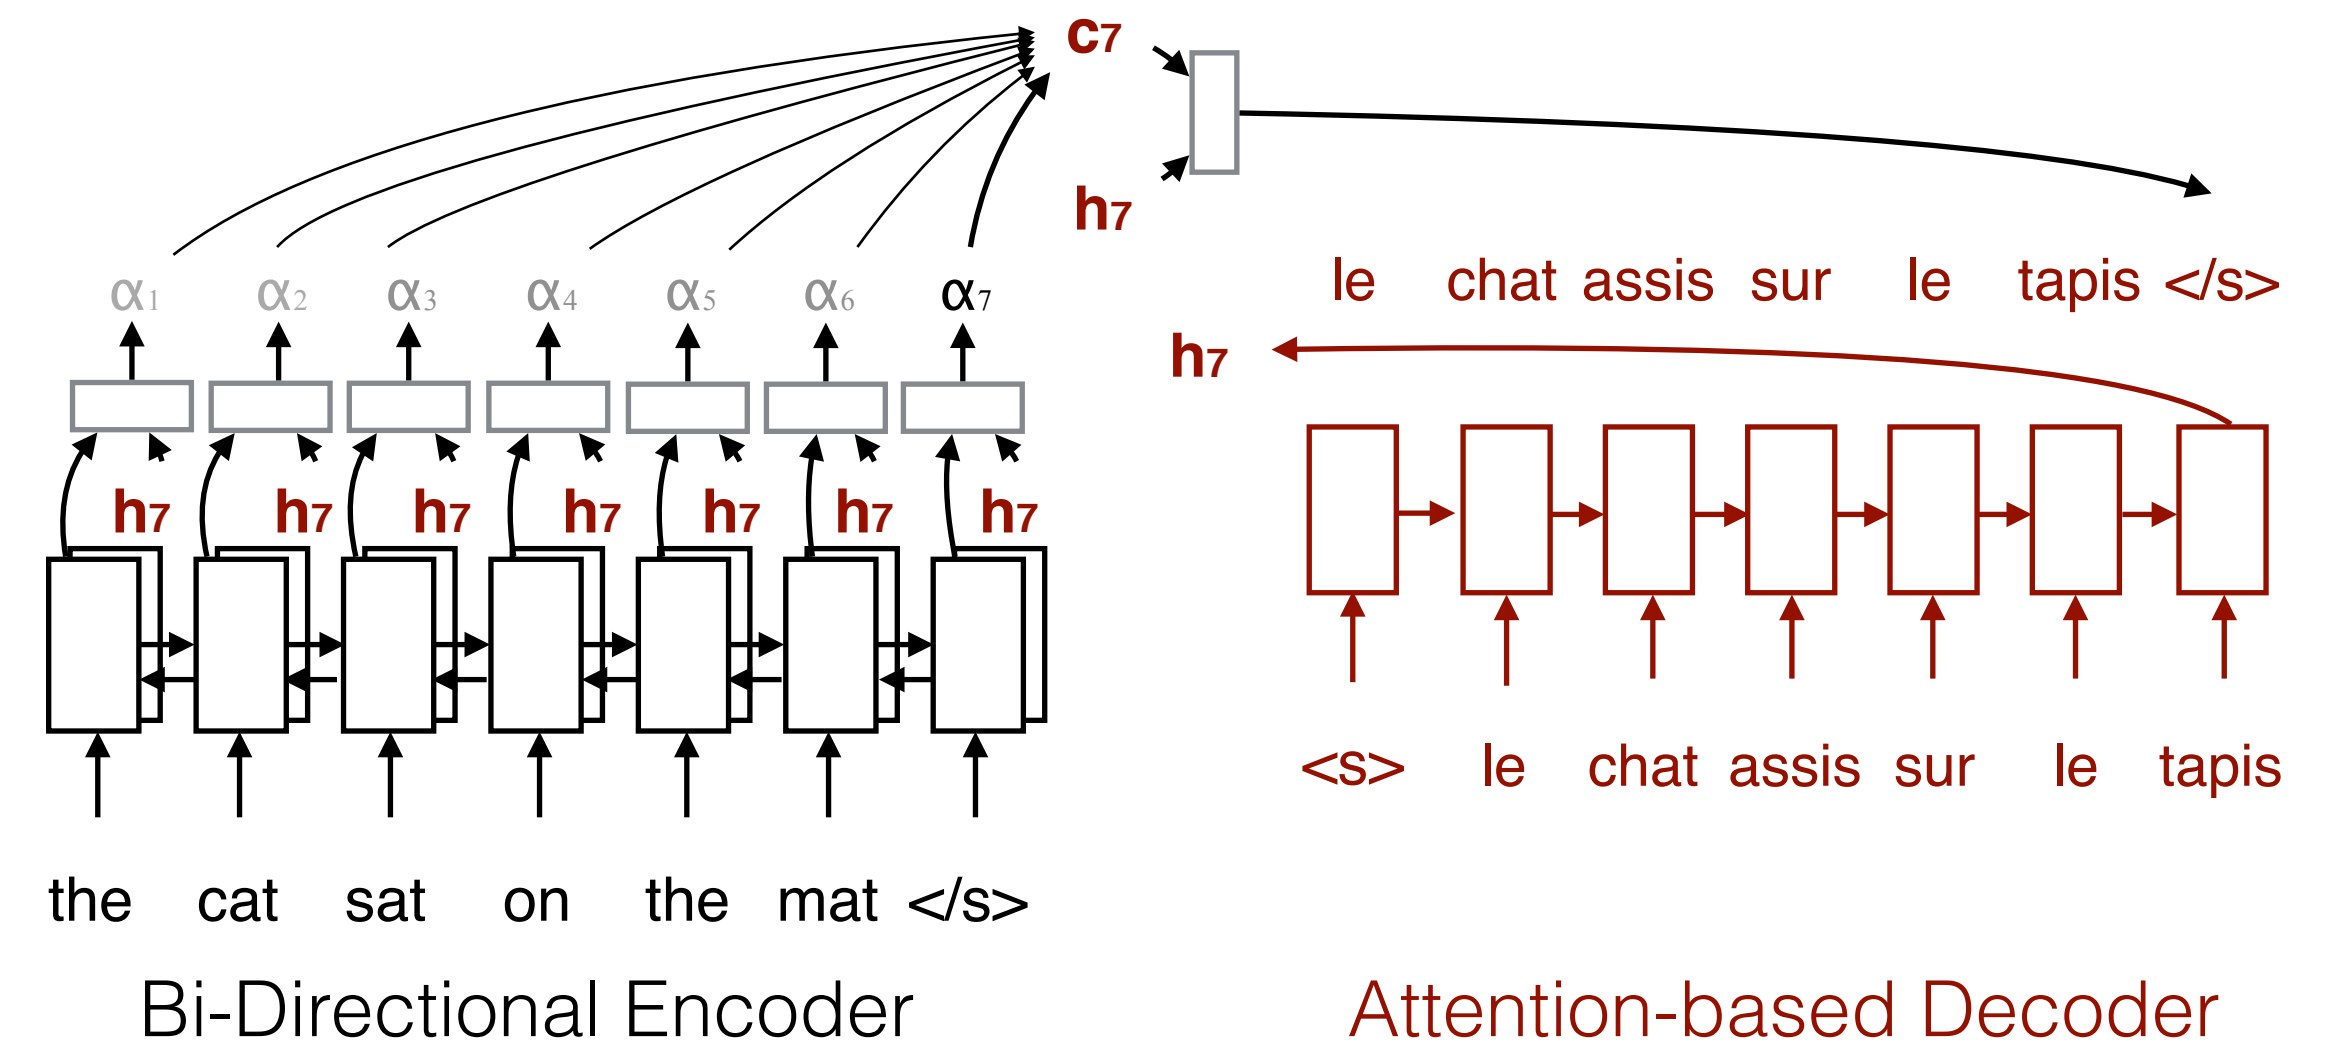 c7
h7
α1 α2 α3 α4 α5 α6 α7
le chat assis sur le tapis </s>
h7
h7 h7 h7 h7 h7 h7 h7
<s> le chat assis sur le tapis
the cat sat on the mat </s>
Bi-Directional Encoder
Attention-based Decoder